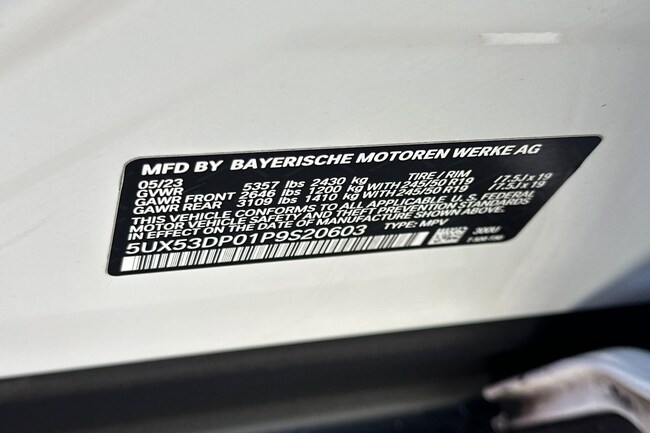 MFD BY BAYERISCHE MOTOREN WERKE AG
05/23 TIRE / RIM
GVWR 5357 lbs 2430 kg
GAWR FRONT 2646 lbs 1200 kg WITH 245/50 R19 /7.5J x 19
GAWR REAR 3109 lbs 1410 kg WITH 245/50 R19 /7.5J x 19
THIS VEHICLE CONFORMS TO ALL APPLICABLE U.S. FEDERAL
MOTOR VEHICLE SAFETY AND THEFT PREVENTION STANDARDS
IN EFFECT ON THE DATE OF MANUFACTURE SHOWN ABOVE.
5UX53DP01P9S20603 TYPE: MPV
300U